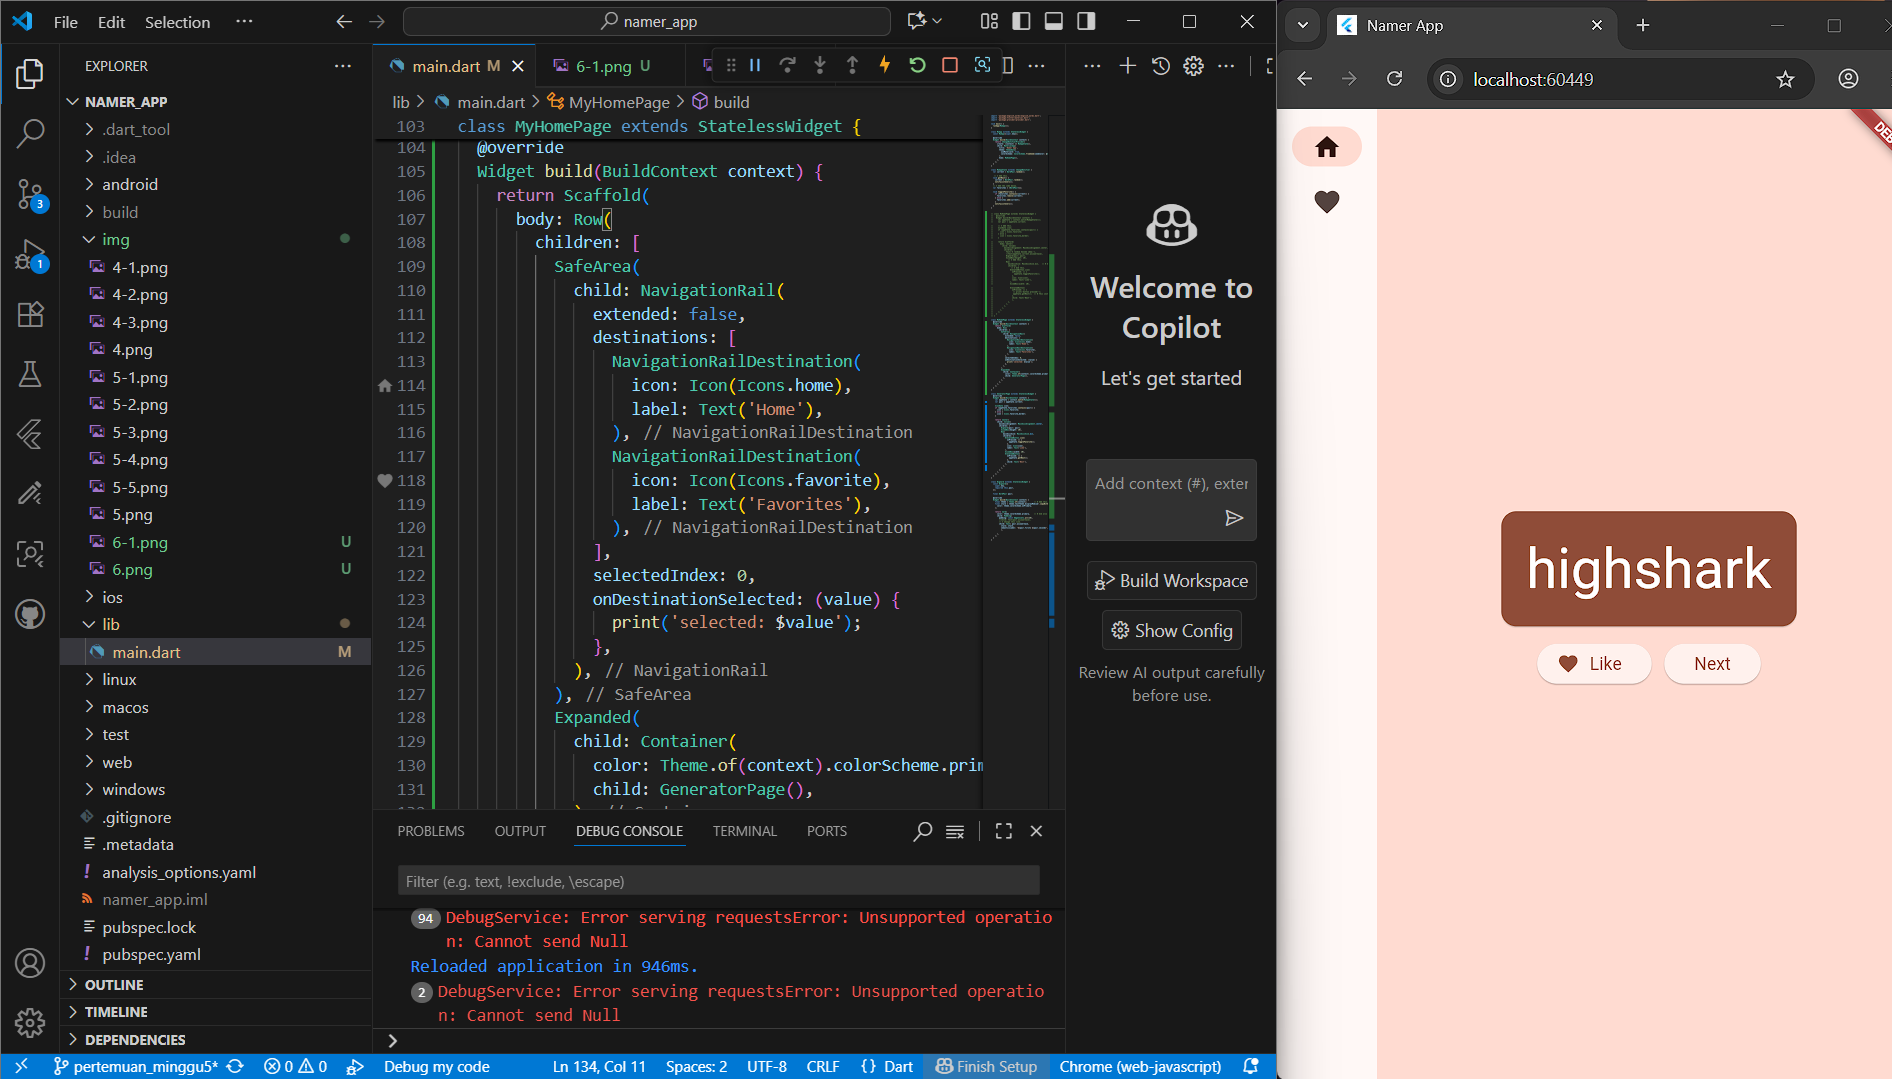 File Edit Selection ··· namer_app
EXPLORER
NAMER_APP
.dart_tool
.idea
android
build
img
4-1.png
4-2.png
4-3.png
4.png
5-1.png
5-2.png
5-3.png
5-4.png
5-5.png
5.png
6-1.png U
6.png U
ios
lib
main.dart M
linux
macos
test
web
windows
.gitignore
.metadata
analysis_options.yaml
namer_app.iml
pubspec.lock
pubspec.yaml
OUTLINE
TIMELINE
DEPENDENCIES
3
1
main.dart M 6-1.png U
lib > main.dart > MyHomePage > build
103 class MyHomePage extends StatelessWidget {
104 @override
105 Widget build(BuildContext context) {
106 return Scaffold(
107 body: Row(
108 children: [
109 SafeArea(
110 child: NavigationRail(
111 extended: false,
112 destinations: [
113 NavigationRailDestination(
114 icon: Icon(Icons.home),
115 label: Text('Home'),
116 ), // NavigationRailDestination
117 NavigationRailDestination(
118 icon: Icon(Icons.favorite),
119 label: Text('Favorites'),
120 ), // NavigationRailDestination
121 ],
122 selectedIndex: 0,
123 onDestinationSelected: (value) {
124 print('selected: $value');
125 },
126 ), // NavigationRail
127 ), // SafeArea
128 Expanded(
129 child: Container(
130 color: Theme.of(context).colorScheme.prim
131 child: GeneratorPage(),
PROBLEMS OUTPUT DEBUG CONSOLE TERMINAL PORTS
Filter (e.g. text, !exclude, \escape)
94 DebugService: Error serving requestsError: Unsupported operatio
n: Cannot send Null
Reloaded application in 946ms.
2 DebugService: Error serving requestsError: Unsupported operatio
n: Cannot send Null
Welcome to
Copilot
Let's get started
Add context (#), exter
Build Workspace
Show Config
Review AI output carefully
before use.
pertemuan_minggu5* 0 0 Debug my code Ln 134, Col 11 Spaces: 2 UTF-8 CRLF {} Dart Finish Setup Chrome (web-javascript)
Namer App
localhost:60449
highshark
Like Next